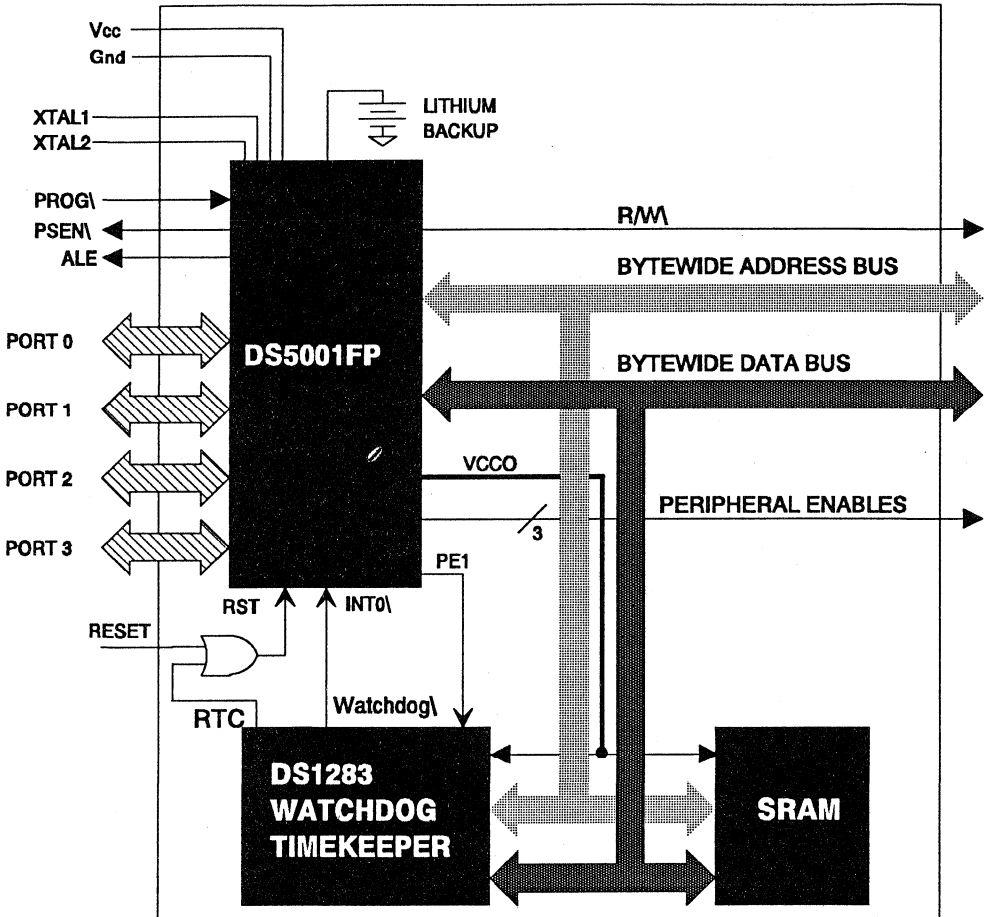 Vcc
Gnd
LITHIUM
BACKUP
XTAL1
XTAL2
PROG\
PSEN\
ALE
R/W\
BYTEWIDE ADDRESS BUS
PORT 0
DS5001FP
BYTEWIDE DATA BUS
PORT 1
PORT 2
VCCO
PERIPHERAL ENABLES
3
PORT 3
PE1
RST
INT0\
RESET
RTC
Watchdog\
DS1283
WATCHDOG
TIMEKEEPER
SRAM